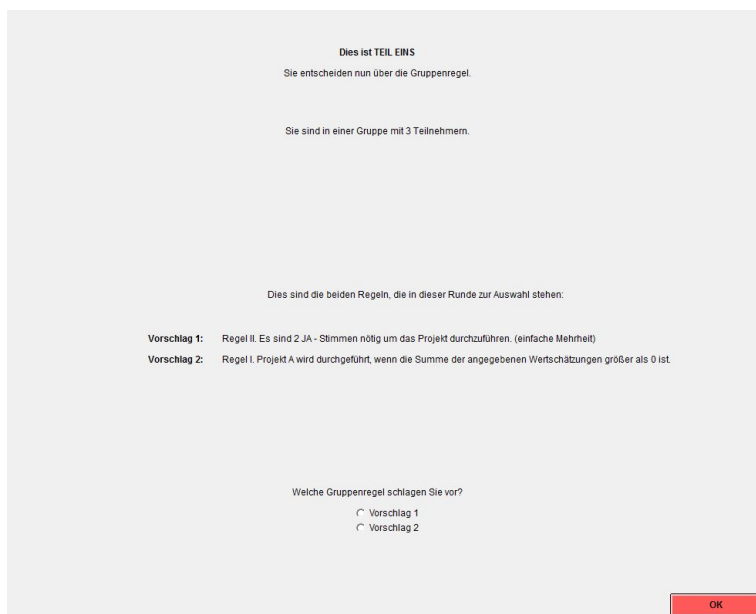 Dies ist TEIL EINS
Sie entscheiden nun über die Gruppenregel.
Sie sind in einer Gruppe mit 3 Teilnehmern.
Dies sind die beiden Regeln, die in dieser Runde zur Auswahl stehen:
Vorschlag 1: Regel II. Es sind 2 JA - Stimmen nötig um das Projekt durchzuführen. (einfache Mehrheit)
Vorschlag 2: Regel I. Projekt A wird durchgeführt, wenn die Summe der angegebenen Wertschätzungen größer als 0 ist.
Welche Gruppenregel schlagen Sie vor?
Vorschlag 1
Vorschlag 2
OK